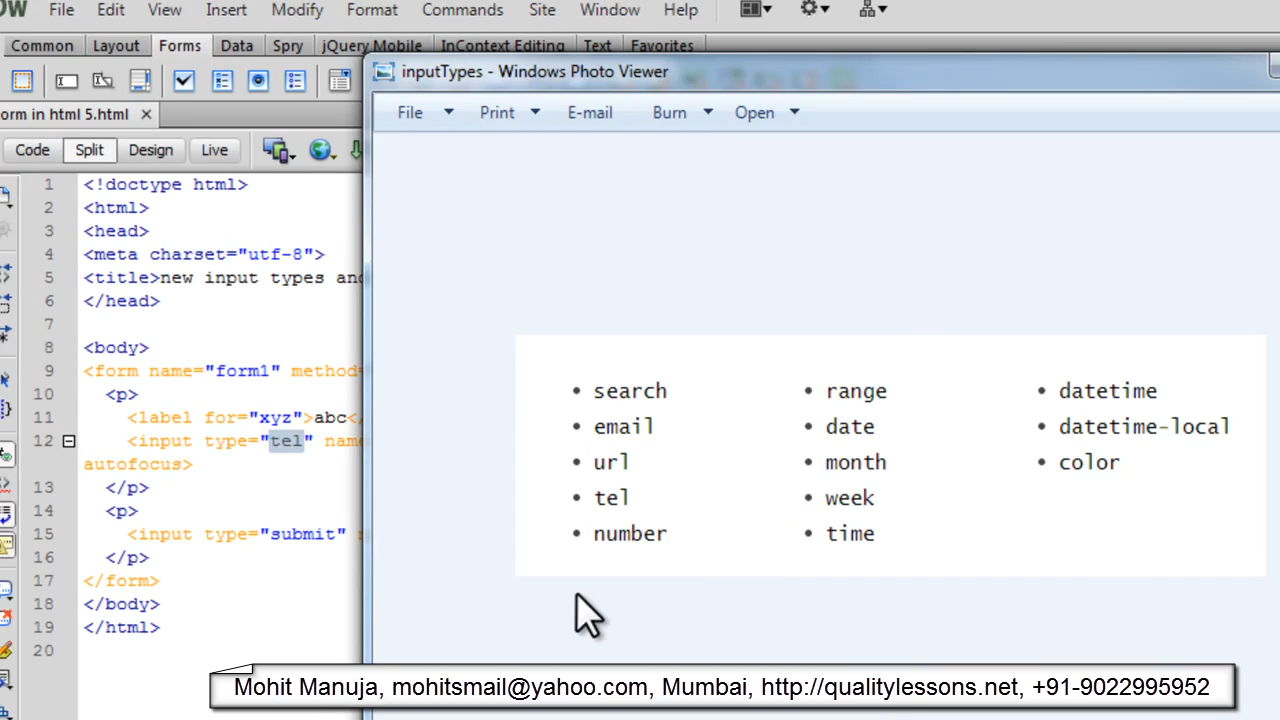 DW File Edit View Insert Modify Format Commands Site Window Help
Common Layout Forms Data Spry jQuery Mobile InContext Editing Text Favorites
inputTypes - Windows Photo Viewer
File Print E-mail Burn Open
orm in html 5.html
Code Split Design Live
1 <!doctype html>
2 <html>
3 <head>
4 <meta charset="utf-8">
5 <title>new input types and
6 </head>
7
8 <body>
9 <form name="form1" method=
10 <p>
11 <label for="xyz">abc<
12 <input type="tel" name
autofocus>
13 </p>
14 <p>
15 <input type="submit"
16 </p>
17 </form>
18 </body>
19 </html>
20
• search
• email
• url
• tel
• number
• range
• date
• month
• week
• time
• datetime
• datetime-local
• color
Mohit Manuja, mohitsmail@yahoo.com, Mumbai, http://qualitylessons.net, +91-9022995952